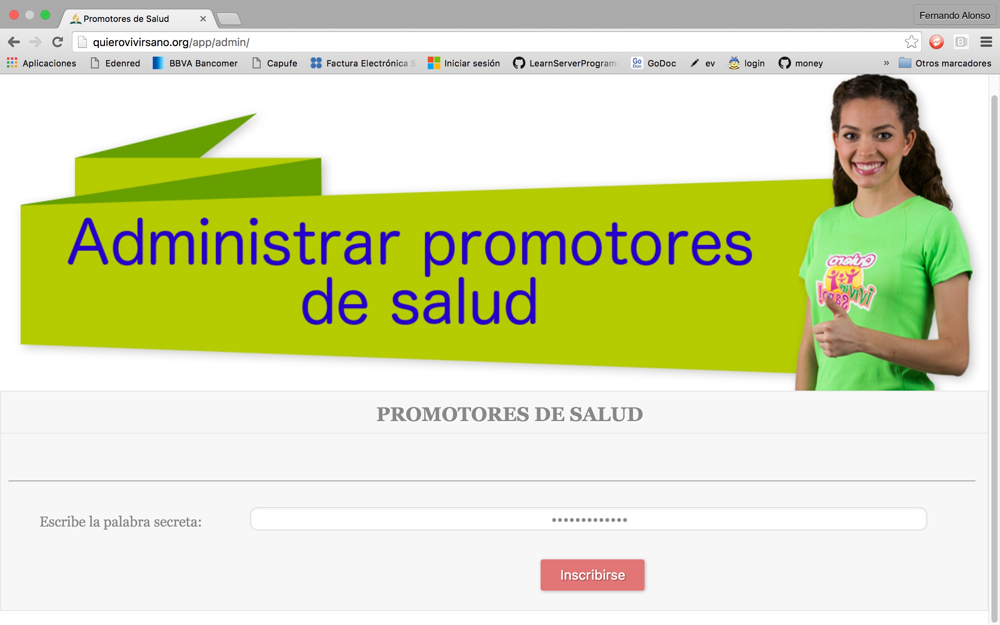 Promotores de Salud
Fernando Alonso
quierovivirsano.org/app/admin/
Aplicaciones Edenred BBVA Bancomer Capufe Factura Electrónica S Iniciar sesión LearnServerProgram GoDoc ev login money » Otros marcadores
Administrar promotores
de salud
Quiero
Vivir
Sano!
PROMOTORES DE SALUD
Escribe la palabra secreta: •••••••••••••
Inscribirse